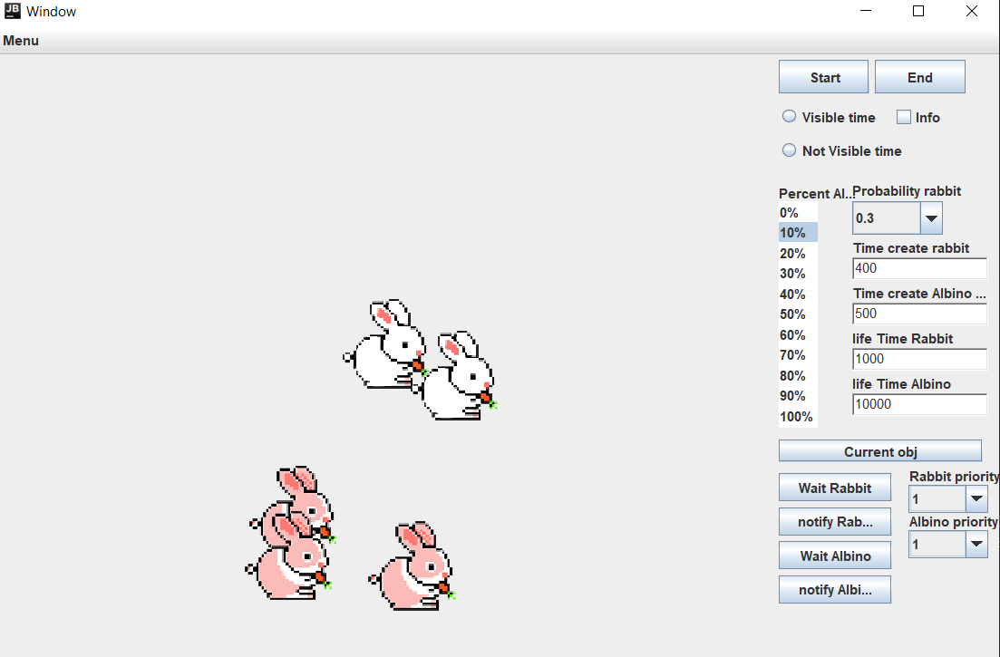 JB Window
Menu
Start End
Visible time Info
Not Visible time
Percent Al... Probability rabbit
0%
10%
20%
30%
40%
50%
60%
70%
80%
90%
100%
0.3
Time create rabbit
400
Time create Albino ...
500
life Time Rabbit
1000
life Time Albino
10000
Current obj
Wait Rabbit
notify Rab...
Wait Albino
notify Albi...
Rabbit priority
1
Albino priority
1